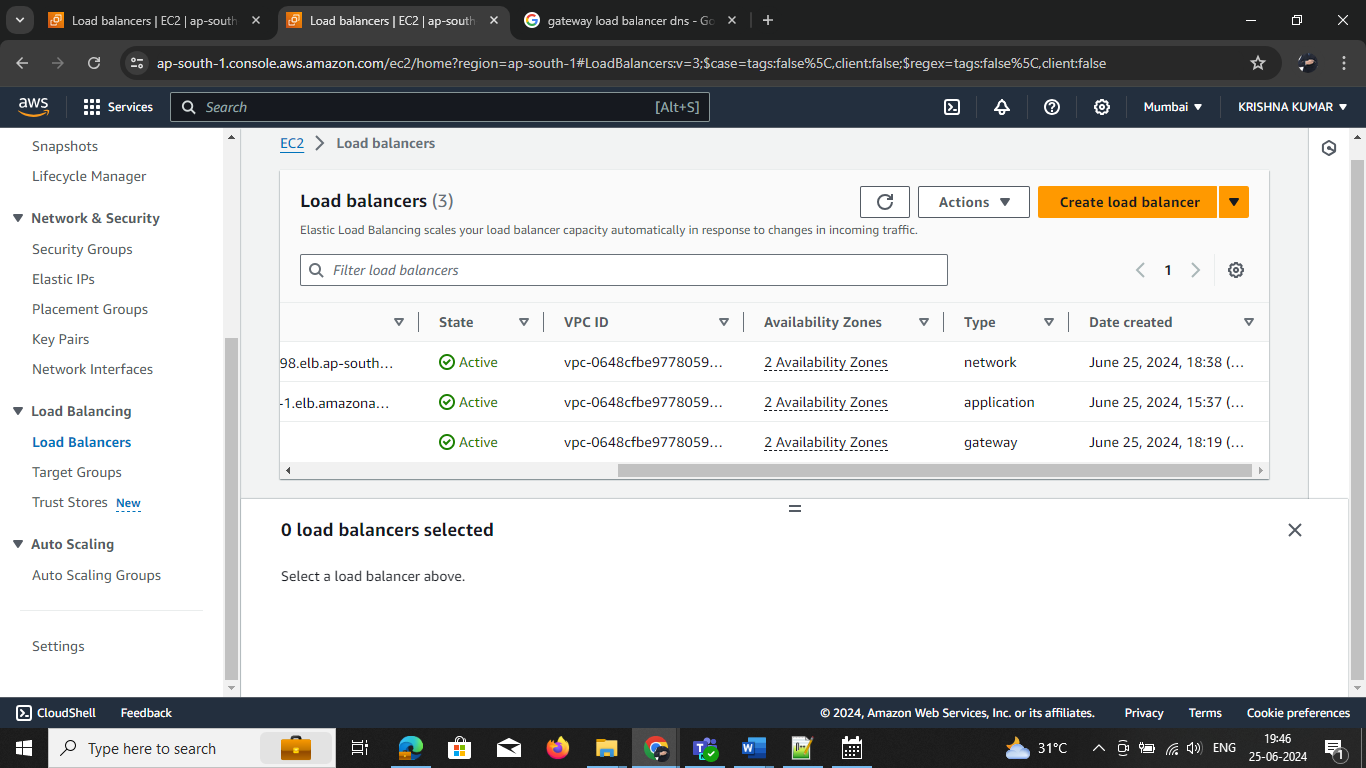 Load balancers | EC2 | ap-south
Load balancers | EC2 | ap-south
gateway load balancer dns - Go
ap-south-1.console.aws.amazon.com/ec2/home?region=ap-south-1#LoadBalancers:v=3;$case=tags:false%5C,client:false;$regex=tags:false%5C,client:false
aws Services Search [Alt+S] Mumbai KRISHNA KUMAR
Snapshots
Lifecycle Manager
Network & Security
Security Groups
Elastic IPs
Placement Groups
Key Pairs
Network Interfaces
Load Balancing
Load Balancers
Target Groups
Trust Stores New
Auto Scaling
Auto Scaling Groups
Settings
EC2 Load balancers
Load balancers (3)
Actions
Create load balancer
Elastic Load Balancing scales your load balancer capacity automatically in response to changes in incoming traffic.
Filter load balancers
1
State VPC ID Availability Zones Type Date created
98.elb.ap-south... Active vpc-0648cfbe9778059... 2 Availability Zones network June 25, 2024, 18:38 (...
-1.elb.amazona... Active vpc-0648cfbe9778059... 2 Availability Zones application June 25, 2024, 15:37 (...
Active vpc-0648cfbe9778059... 2 Availability Zones gateway June 25, 2024, 18:19 (...
0 load balancers selected
Select a load balancer above.
CloudShell Feedback © 2024, Amazon Web Services, Inc. or its affiliates. Privacy Terms Cookie preferences
Type here to search 31°C ENG 19:46
25-06-2024 1